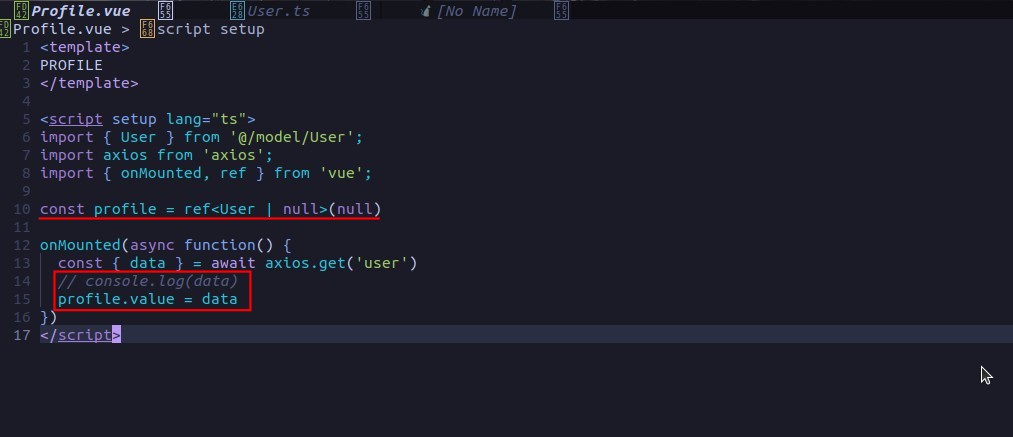 Profile.vue User.ts [No Name]
Profile.vue > script setup
1 <template>
2 PROFILE
3 </template>
4
5 <script setup lang="ts">
6 import { User } from '@/model/User';
7 import axios from 'axios';
8 import { onMounted, ref } from 'vue';
9
10 const profile = ref<User | null>(null)
11
12 onMounted(async function() {
13   const { data } = await axios.get('user')
14   // console.log(data)
15   profile.value = data
16 })
17 </script>